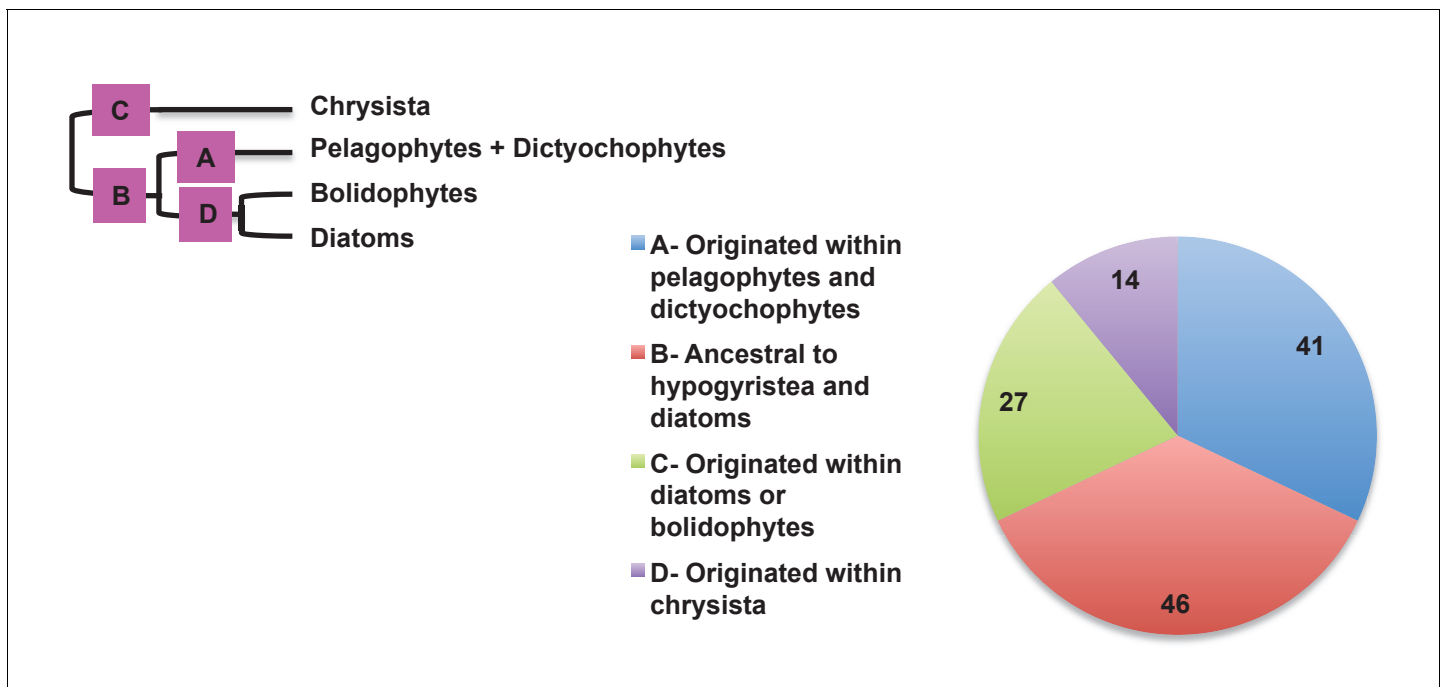 C
Chrysista
A
Pelagophytes + Dictyochophytes
B
D
Bolidophytes
Diatoms
A- Originated within
pelagophytes and
dictyochophytes
B- Ancestral to
hypogyristea and
diatoms
C- Originated within
diatoms or
bolidophytes
D- Originated within
chrysista
14
41
27
46